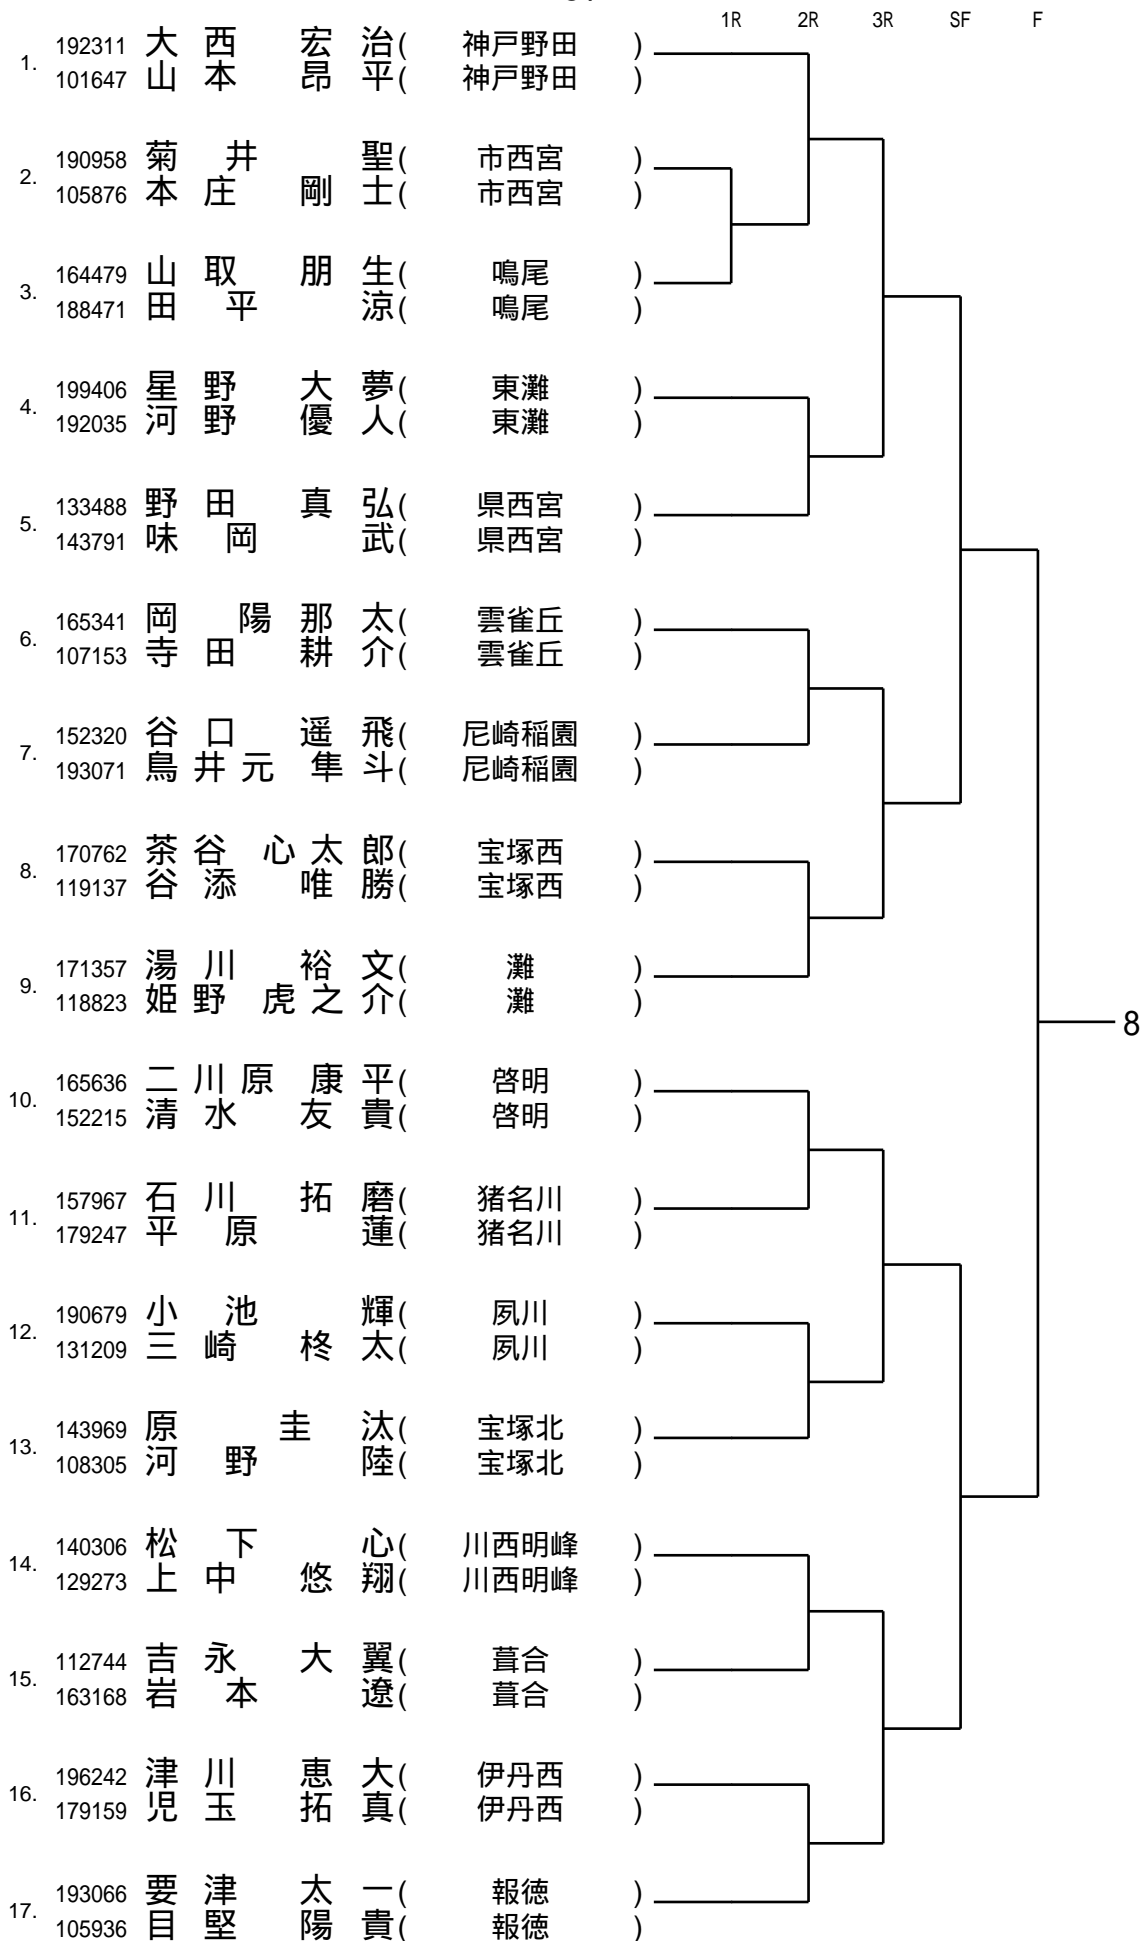 1R 2R 3R SF F
1. 192311 大西 宏治( 神戸野田 )
101647 山本 昂平( 神戸野田 )
2. 190958 菊井 聖( 市西宮 )
105876 本庄 剛士( 市西宮 )
3. 164479 山取 朋生( 鳴尾 )
188471 田平 涼( 鳴尾 )
4. 199406 星野 大夢( 東灘 )
192035 河野 優人( 東灘 )
5. 133488 野田 真弘( 県西宮 )
143791 味岡 武( 県西宮 )
6. 165341 岡 陽那太( 雲雀丘 )
107153 寺田 耕介( 雲雀丘 )
7. 152320 谷口 遥飛( 尼崎稲園 )
193071 鳥井元 隼斗( 尼崎稲園 )
8. 170762 茶谷 心太郎( 宝塚西 )
119137 谷添 唯勝( 宝塚西 )
9. 171357 湯川 裕文( 灘 )
118823 姫野 虎之介( 灘 )
8
10. 165636 二川原 康平( 啓明 )
152215 清水 友貴( 啓明 )
11. 157967 石川 拓磨( 猪名川 )
179247 平原 蓮( 猪名川 )
12. 190679 小池 輝( 夙川 )
131209 三崎 柊太( 夙川 )
13. 143969 原 圭汰( 宝塚北 )
108305 河野 陸( 宝塚北 )
14. 140306 松下 心( 川西明峰 )
129273 上中 悠翔( 川西明峰 )
15. 112744 吉永 大翼( 葺合 )
163168 岩本 遼( 葺合 )
16. 196242 津川 恵大( 伊丹西 )
179159 児玉 拓真( 伊丹西 )
17. 193066 要津 太一( 報徳 )
105936 目堅 陽貴( 報徳 )